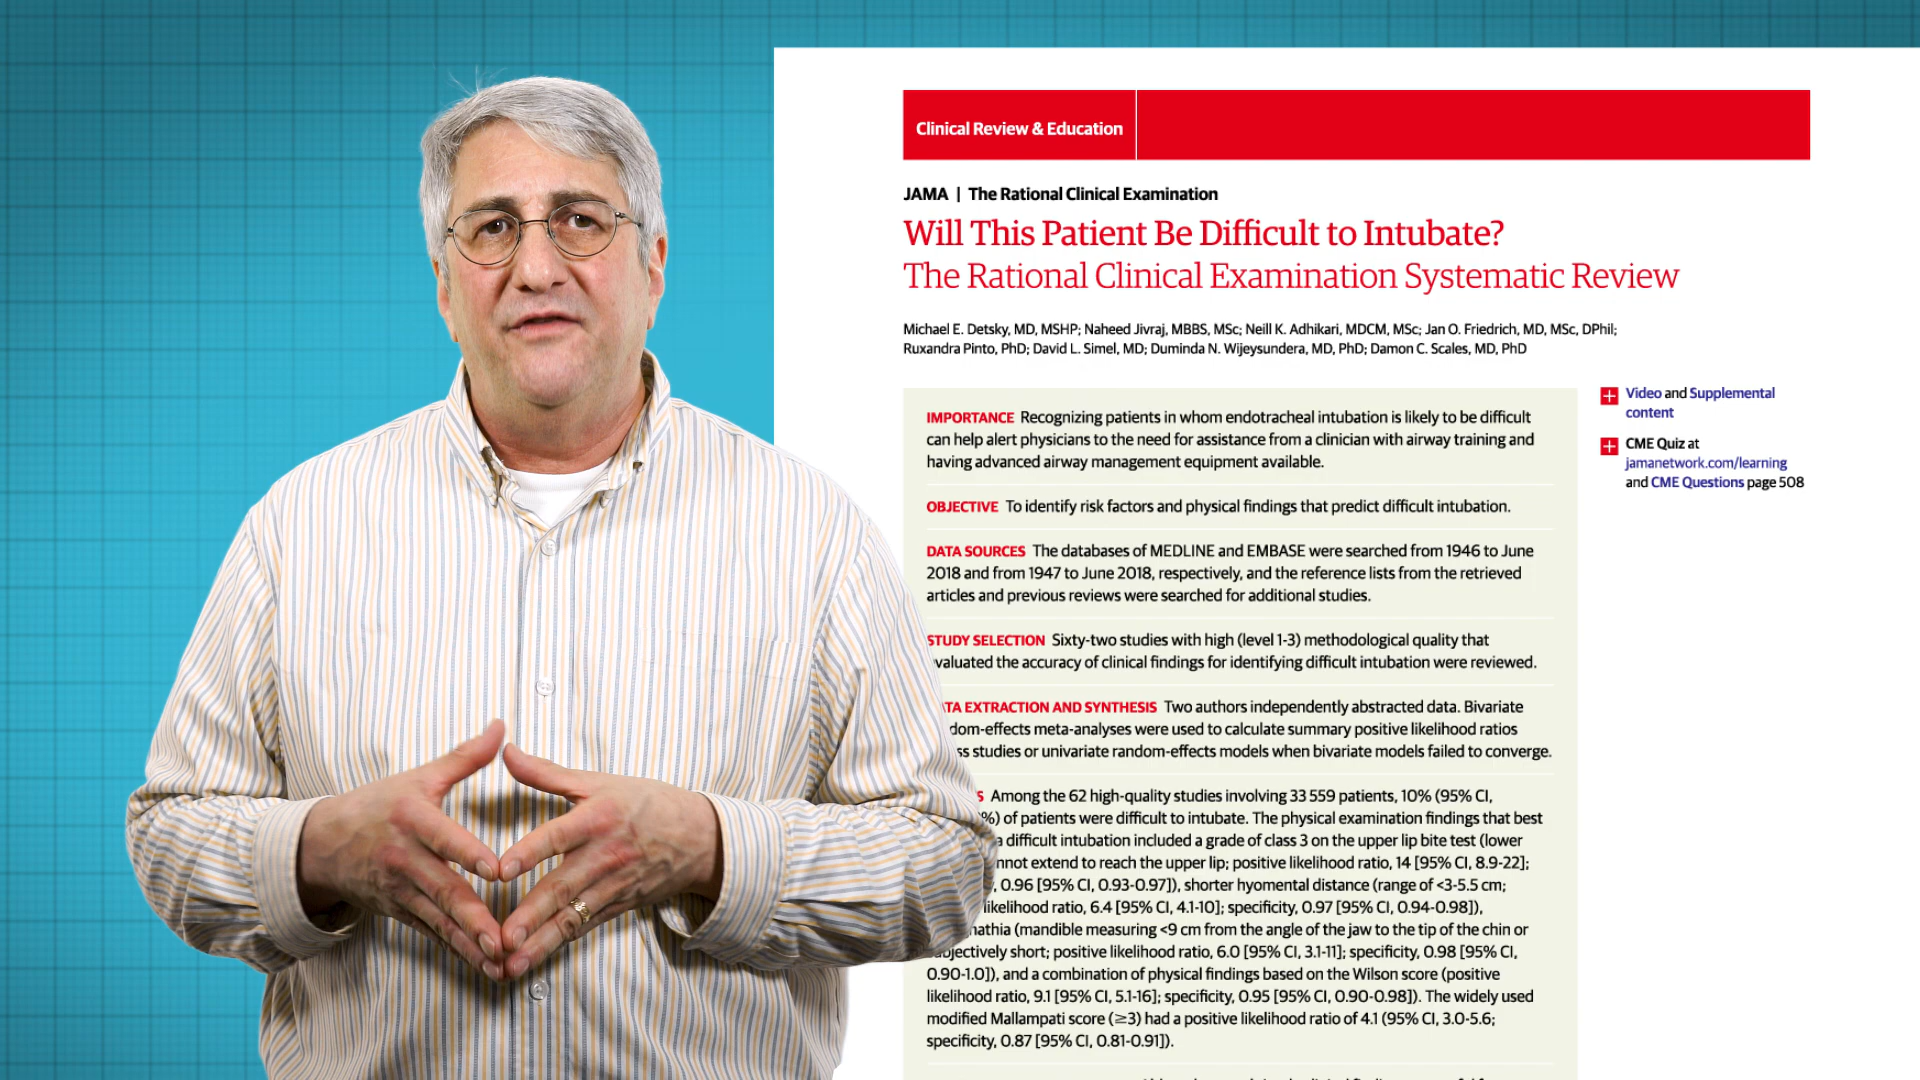 Clinical Review & Education
JAMA | The Rational Clinical Examination
Will This Patient Be Difficult to Intubate?
The Rational Clinical Examination Systematic Review
Michael E. Detsky, MD, MSHP; Naheed Jivraj, MBBS, MSc; Neill K. Adhikari, MDCM, MSc; Jan O. Friedrich, MD, MSc, DPhil;
Ruxandra Pinto, PhD; David L. Simel, MD; Duminda N. Wijeysundera, MD, PhD; Damon C. Scales, MD, PhD
IMPORTANCE Recognizing patients in whom endotracheal intubation is likely to be difficult
can help alert physicians to the need for assistance from a clinician with airway training and
having advanced airway management equipment available.
OBJECTIVE To identify risk factors and physical findings that predict difficult intubation.
DATA SOURCES The databases of MEDLINE and EMBASE were searched from 1946 to June
2018 and from 1947 to June 2018, respectively, and the reference lists from the retrieved
articles and previous reviews were searched for additional studies.
STUDY SELECTION Sixty-two studies with high (level 1-3) methodological quality that
valuated the accuracy of clinical findings for identifying difficult intubation were reviewed.
TA EXTRACTION AND SYNTHESIS Two authors independently abstracted data. Bivariate
dom-effects meta-analyses were used to calculate summary positive likelihood ratios
ss studies or univariate random-effects models when bivariate models failed to converge.
S Among the 62 high-quality studies involving 33 559 patients, 10% (95% CI,
%) of patients were difficult to intubate. The physical examination findings that best
a difficult intubation included a grade of class 3 on the upper lip bite test (lower
nnot extend to reach the upper lip; positive likelihood ratio, 14 [95% CI, 8.9-22];
, 0.96 [95% CI, 0.93-0.97]), shorter hyomental distance (range of <3-5.5 cm;
likelihood ratio, 6.4 [95% CI, 4.1-10]; specificity, 0.97 [95% CI, 0.94-0.98]),
nathia (mandible measuring <9 cm from the angle of the jaw to the tip of the chin or
bjectively short; positive likelihood ratio, 6.0 [95% CI, 3.1-11]; specificity, 0.98 [95% CI,
0.90-1.0]), and a combination of physical findings based on the Wilson score (positive
likelihood ratio, 9.1 [95% CI, 5.1-16]; specificity, 0.95 [95% CI, 0.90-0.98]). The widely used
modified Mallampati score (≥3) had a positive likelihood ratio of 4.1 (95% CI, 3.0-5.6;
specificity, 0.87 [95% CI, 0.81-0.91]).
Video and Supplemental
content
CME Quiz at
jamanetwork.com/learning
and CME Questions page 508